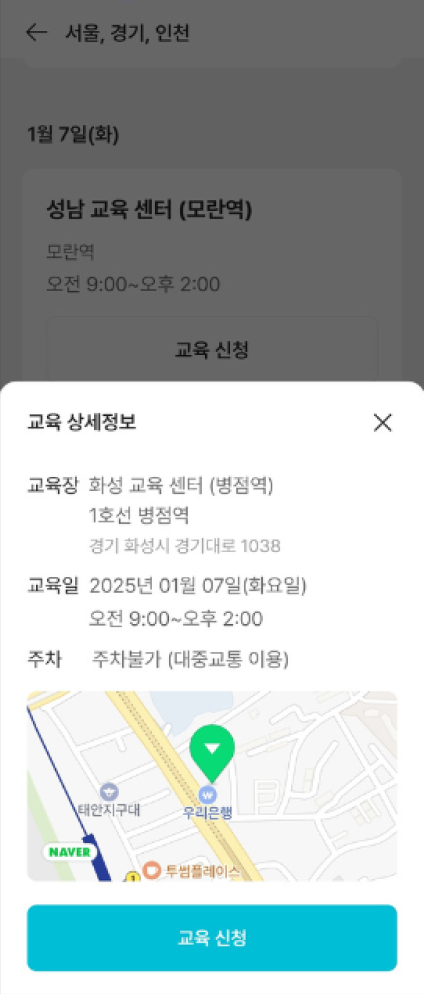 서울, 경기, 인천
1월 7일(화)
성남 교육 센터 (모란역)
모란역
오전 9:00~오후 2:00
교육 신청
교육 상세정보
교육장 화성 교육 센터 (병점역)
1호선 병점역
경기 화성시 경기대로 1038
교육일 2025년 01월 07일(화요일)
오전 9:00~오후 2:00
주차 주차불가 (대중교통 이용)
태안지구대
우리은행
NAVER
1
투썸플레이스
교육 신청